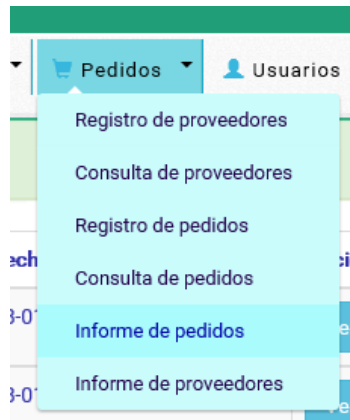 Pedidos
Usuarios
Registro de proveedores
Consulta de proveedores
Registro de pedidos
Consulta de pedidos
Informe de pedidos
Informe de proveedores